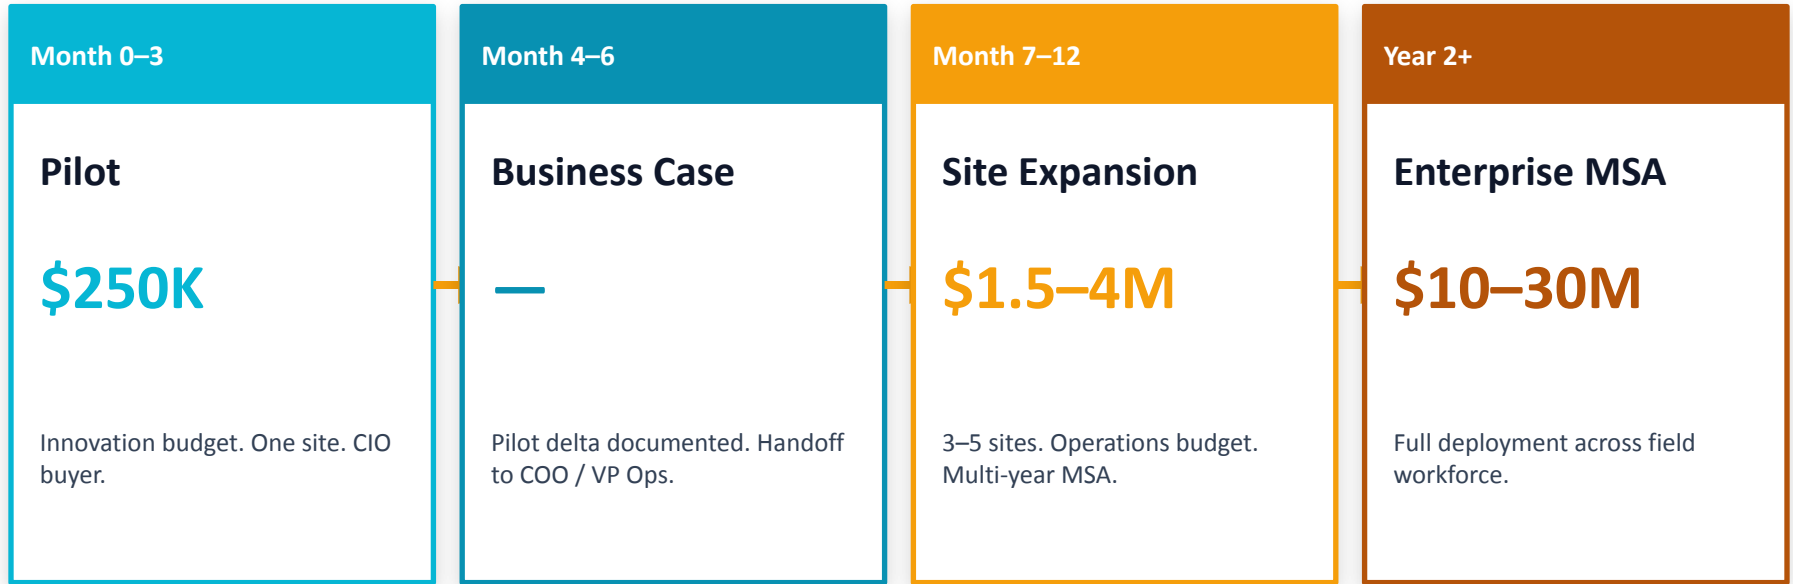 Month 0–3
Pilot
$250K
Innovation budget. One site. CIO
buyer.
Month 4–6
Business Case
—
Pilot delta documented. Handoff
to COO / VP Ops.
Month 7–12
Site Expansion
$1.5–4M
3–5 sites. Operations budget.
Multi-year MSA.
Year 2+
Enterprise MSA
$10–30M
Full deployment across field
workforce.